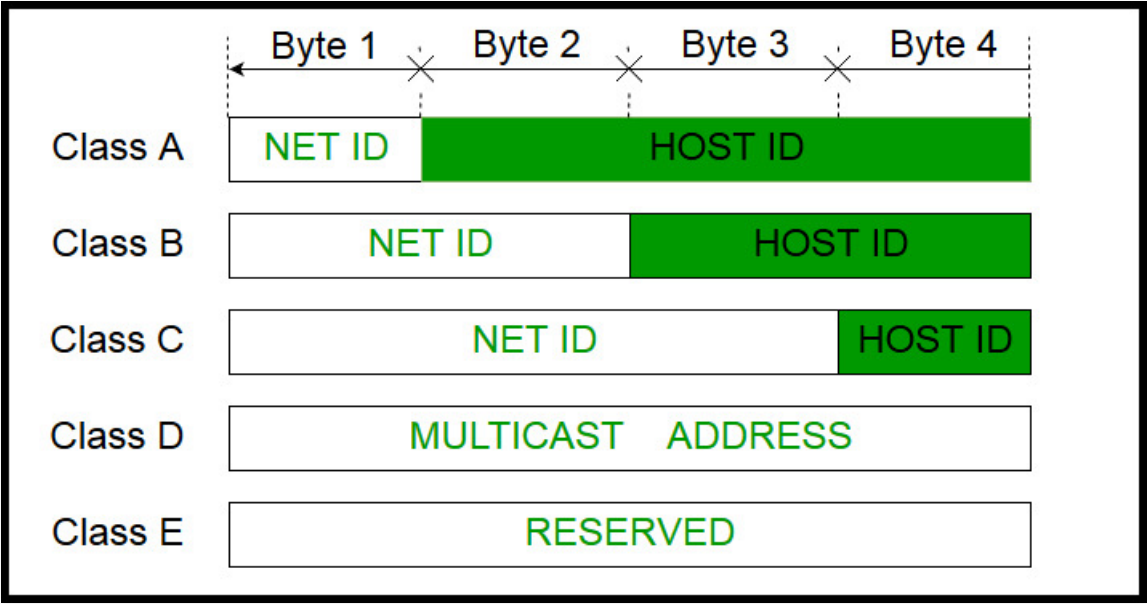 Byte 1 Byte 2 Byte 3 Byte 4
Class A NET ID HOST ID
Class B NET ID HOST ID
Class C NET ID HOST ID
Class D MULTICAST ADDRESS
Class E RESERVED